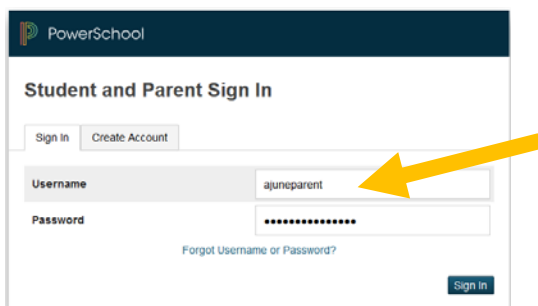 PowerSchool
Student and Parent Sign In
Sign In Create Account
Username ajuneparent
Password •••••••••••••••
Forgot Username or Password?
Sign In